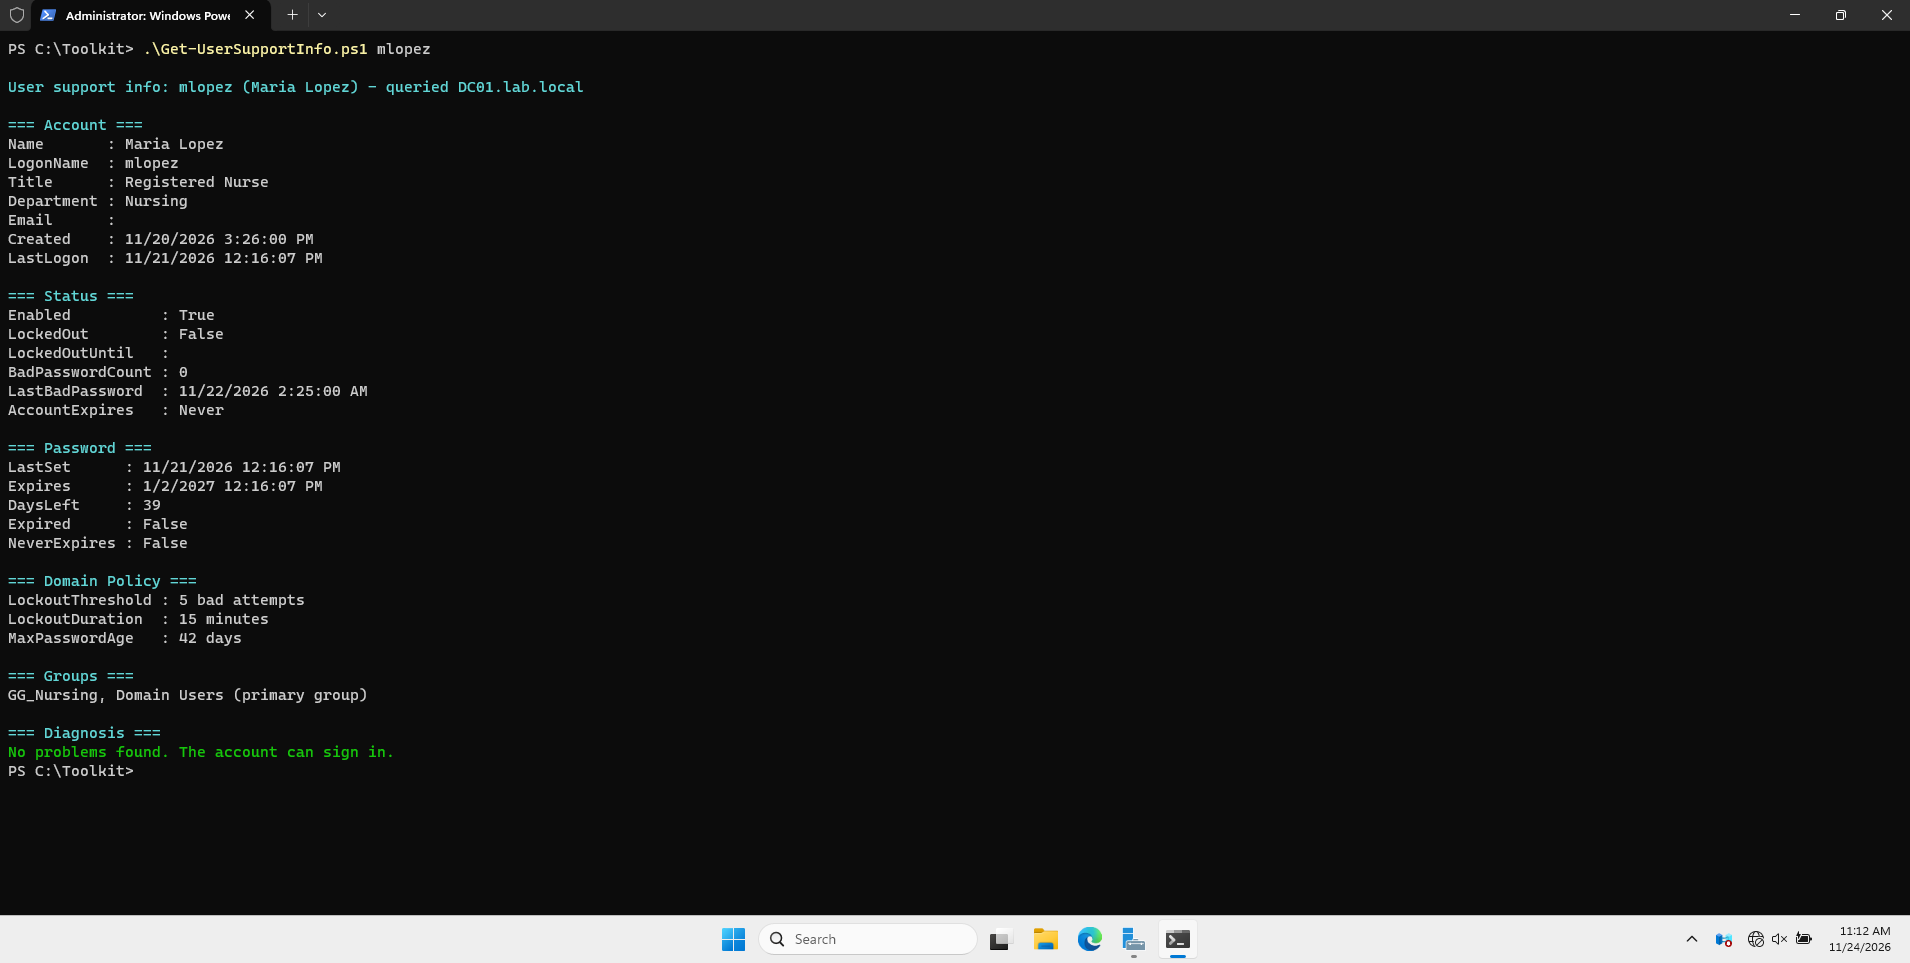 Administrator: Windows Powe
PS C:\Toolkit> .\Get-UserSupportInfo.ps1 mlopez
User support info: mlopez (Maria Lopez) - queried DC01.lab.local
=== Account ===
Name       : Maria Lopez
LogonName  : mlopez
Title      : Registered Nurse
Department : Nursing
Email      :
Created    : 11/20/2026 3:26:00 PM
LastLogon  : 11/21/2026 12:16:07 PM
=== Status ===
Enabled          : True
LockedOut        : False
LockedOutUntil   :
BadPasswordCount : 0
LastBadPassword  : 11/22/2026 2:25:00 AM
AccountExpires   : Never
=== Password ===
LastSet      : 11/21/2026 12:16:07 PM
Expires      : 1/2/2027 12:16:07 PM
DaysLeft     : 39
Expired      : False
NeverExpires : False
=== Domain Policy ===
LockoutThreshold : 5 bad attempts
LockoutDuration  : 15 minutes
MaxPasswordAge   : 42 days
=== Groups ===
GG_Nursing, Domain Users (primary group)
=== Diagnosis ===
No problems found. The account can sign in.
PS C:\Toolkit>
Search
11:12 AM
11/24/2026